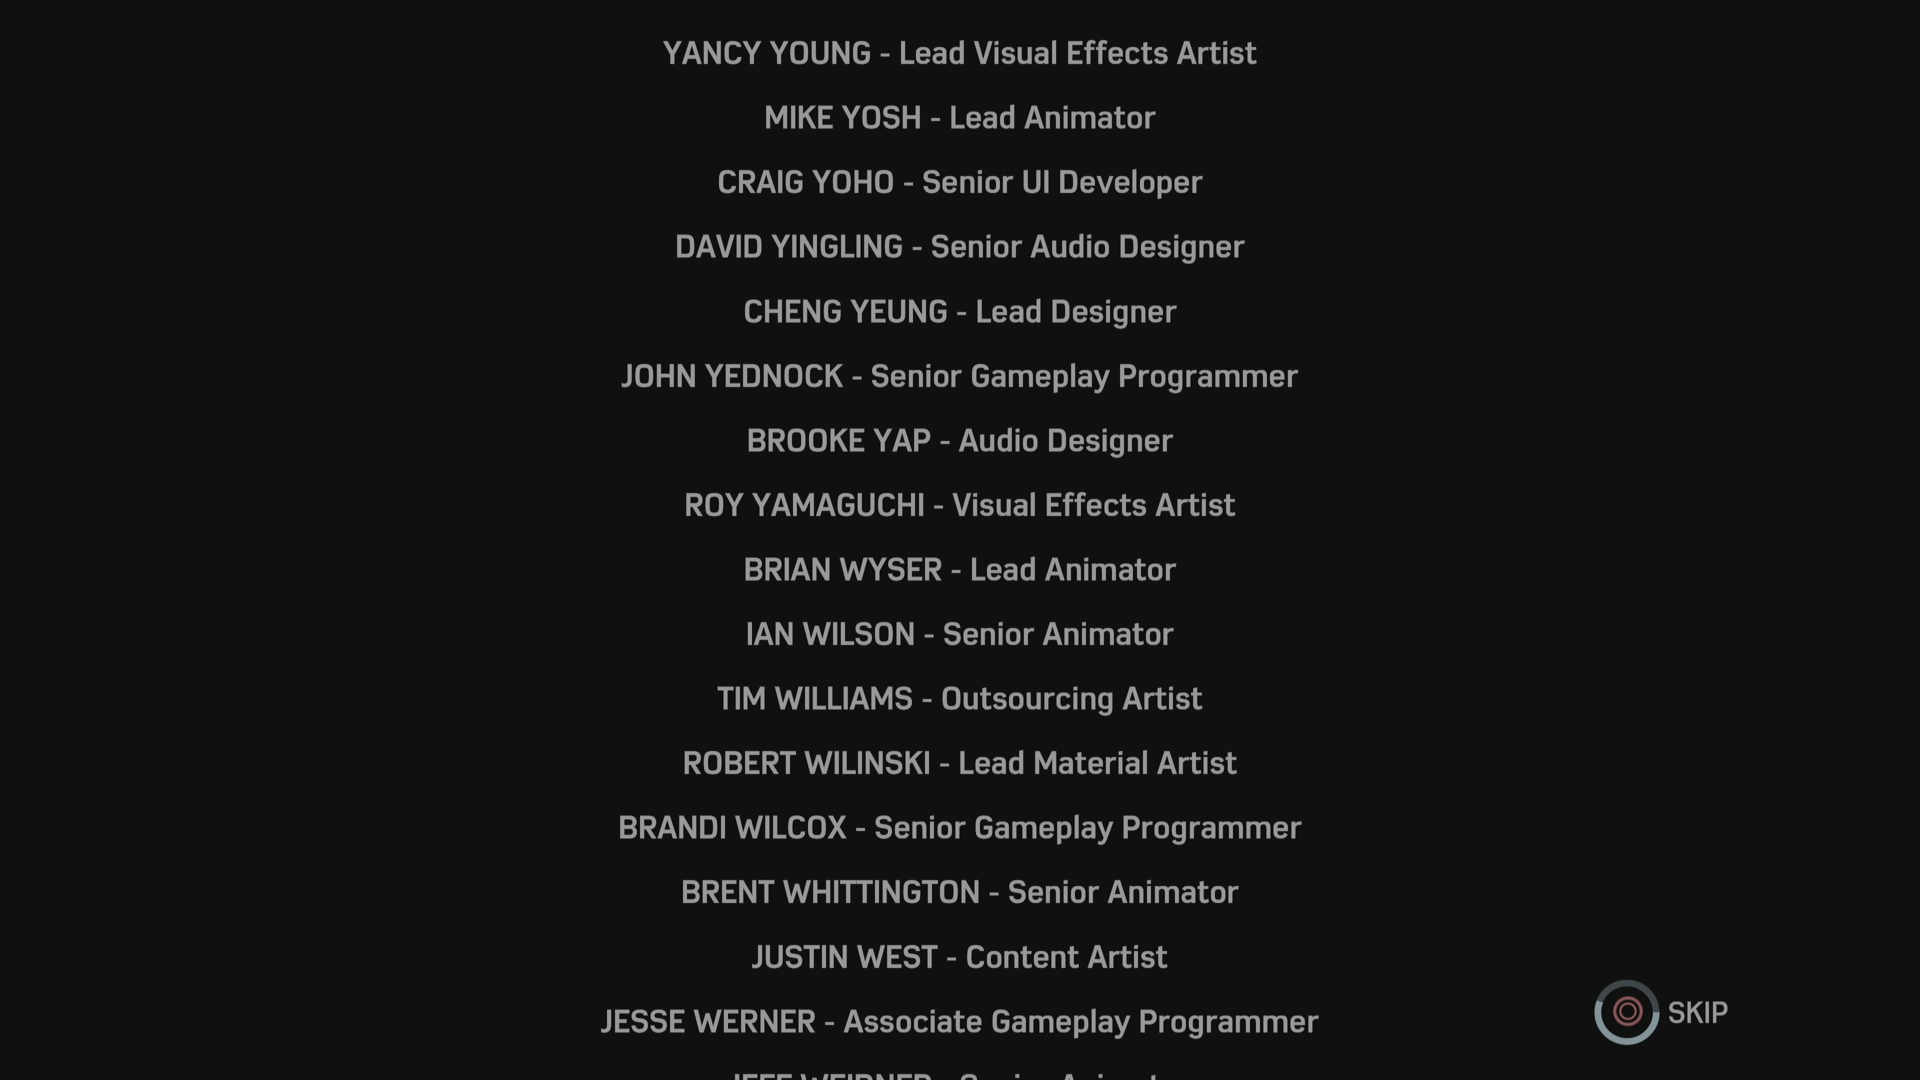 YANCY YOUNG - Lead Visual Effects Artist
MIKE YOSH - Lead Animator
CRAIG YOHO - Senior UI Developer
DAVID YINGLING - Senior Audio Designer
CHENG YEUNG - Lead Designer
JOHN YEDNOCK - Senior Gameplay Programmer
BROOKE YAP - Audio Designer
ROY YAMAGUCHI - Visual Effects Artist
BRIAN WYSER - Lead Animator
IAN WILSON - Senior Animator
TIM WILLIAMS - Outsourcing Artist
ROBERT WILINSKI - Lead Material Artist
BRANDI WILCOX - Senior Gameplay Programmer
BRENT WHITTINGTON - Senior Animator
JUSTIN WEST - Content Artist
JESSE WERNER - Associate Gameplay Programmer
SKIP